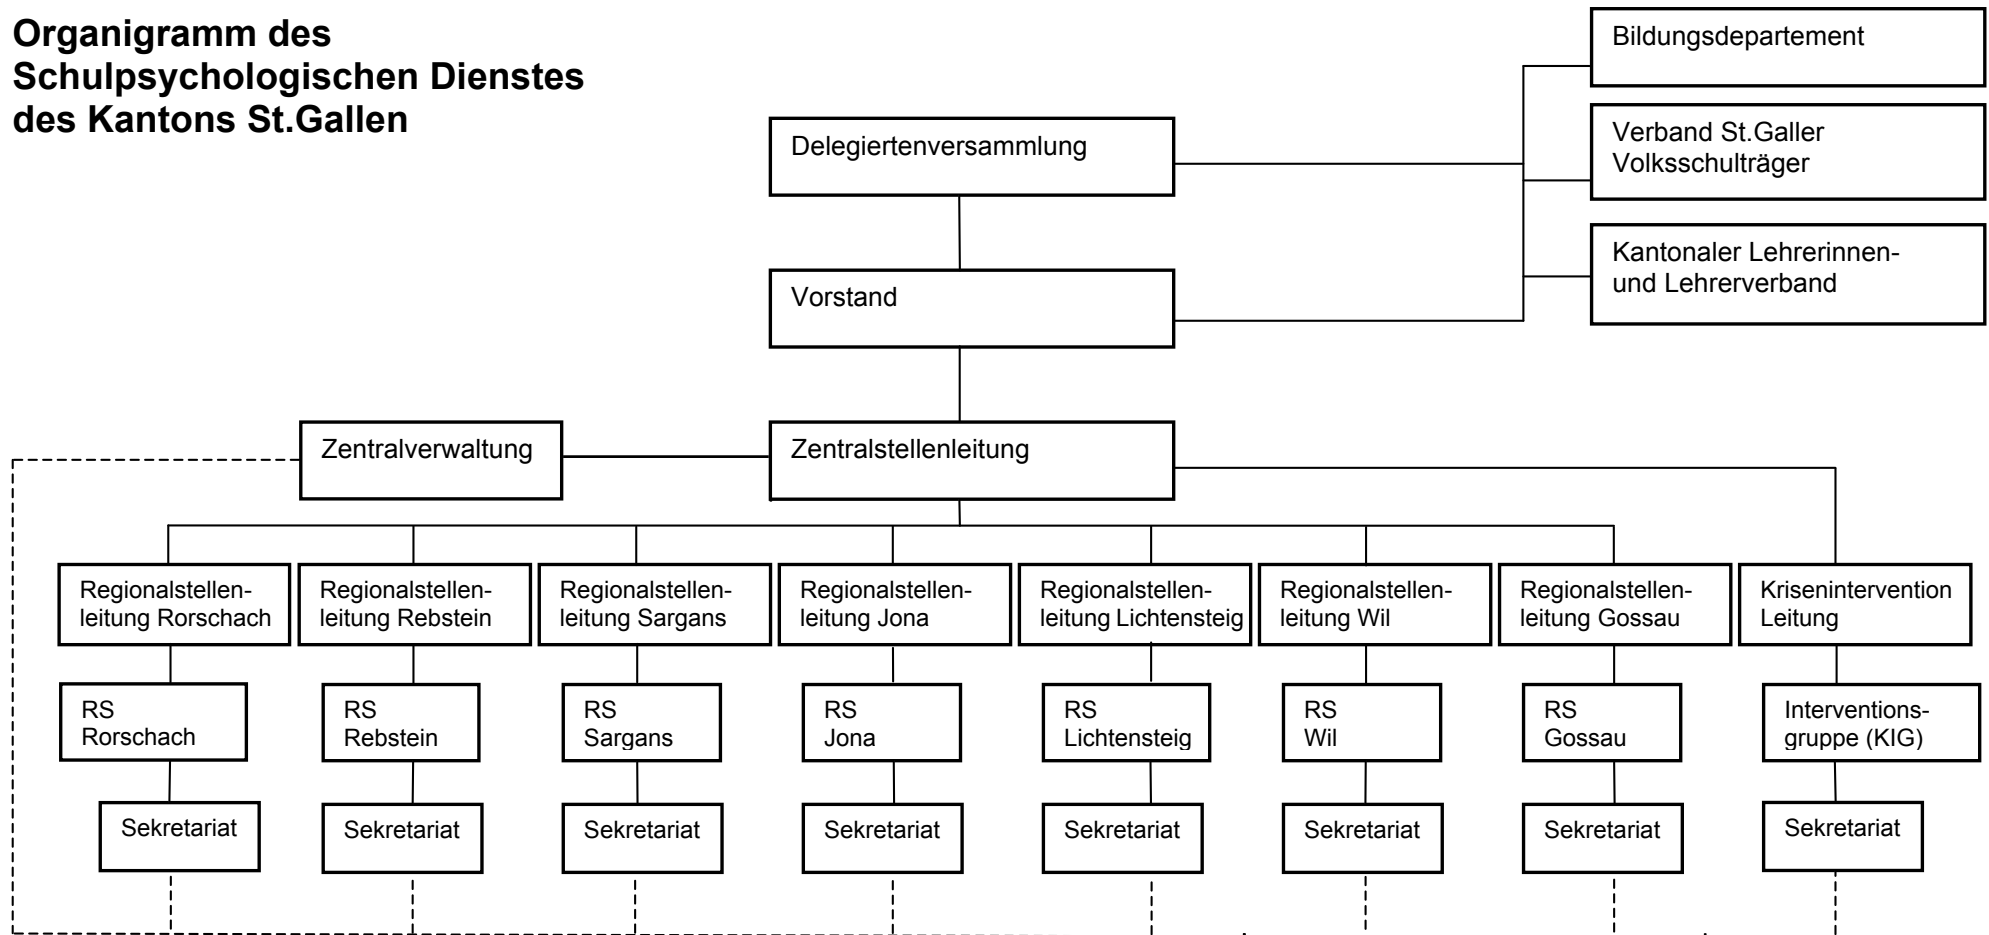 Organigramm des
Schulpsychologischen Dienstes
des Kantons St.Gallen
Bildungsdepartement
Verband St.Galler
Volksschulträger
Kantonaler Lehrerinnen-
und Lehrerverband
Delegiertenversammlung
Vorstand
Zentralverwaltung
Zentralstellenleitung
Regionalstellen-
leitung Rorschach
Regionalstellen-
leitung Rebstein
Regionalstellen-
leitung Sargans
Regionalstellen-
leitung Jona
Regionalstellen-
leitung Lichtensteig
Regionalstellen-
leitung Wil
Regionalstellen-
leitung Gossau
Krisenintervention
Leitung
RS
Rorschach
RS
Rebstein
RS
Sargans
RS
Jona
RS
Lichtensteig
RS
Wil
RS
Gossau
Interventions-
gruppe (KIG)
Sekretariat
Sekretariat
Sekretariat
Sekretariat
Sekretariat
Sekretariat
Sekretariat
Sekretariat